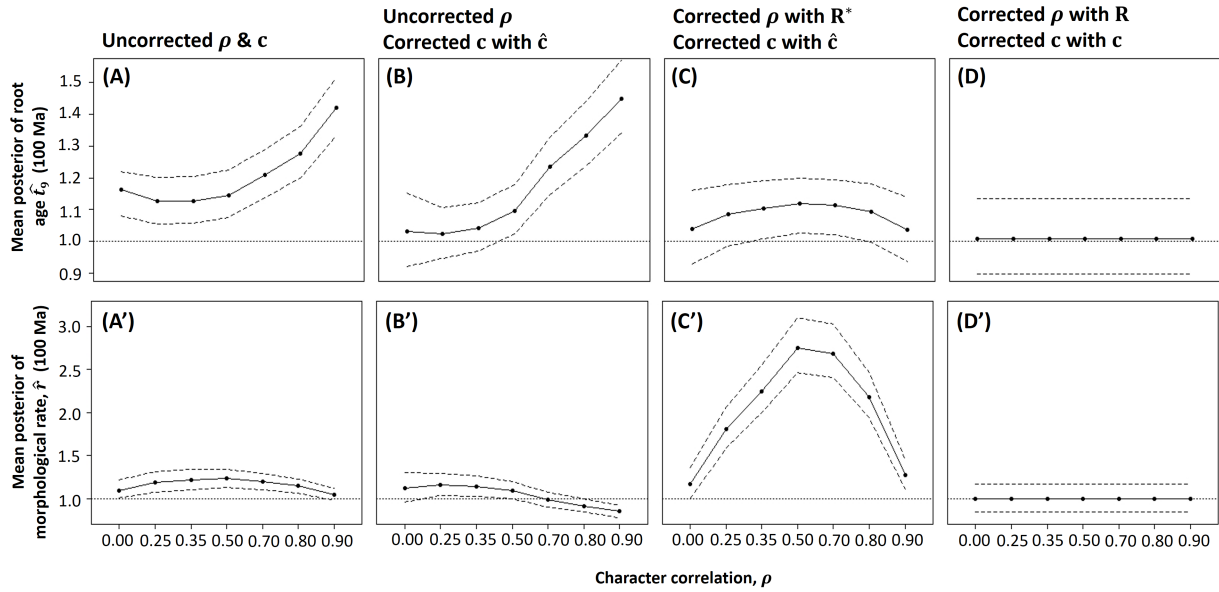 Uncorrected ρ & c
Uncorrected ρ
Corrected c with ĉ
Corrected ρ with R*
Corrected c with ĉ
Corrected ρ with R
Corrected c with c
Mean posterior of root
age t̂₉ (100 Ma)
1.5
1.4
1.3
1.2
1.1
1.0
0.9
(A)
(B)
(C)
(D)
Mean posterior of
morphological rate, r̂ (100 Ma)
3.0
2.5
2.0
1.5
1.0
(A')
(B')
(C')
(D')
0.00 0.25 0.35 0.50 0.70 0.80 0.90
0.00 0.25 0.35 0.50 0.70 0.80 0.90
0.00 0.25 0.35 0.50 0.70 0.80 0.90
0.00 0.25 0.35 0.50 0.70 0.80 0.90
Character correlation, ρ